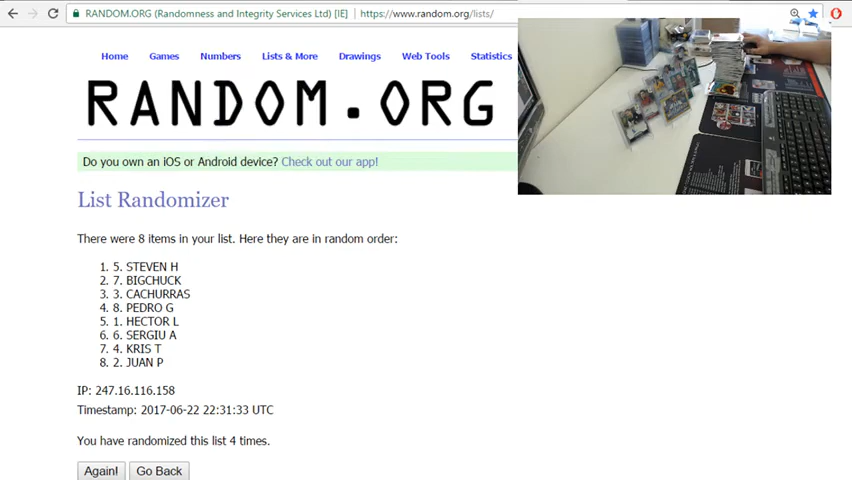 RANDOM.ORG (Randomness and Integrity Services Ltd) [IE] https://www.random.org/lists/
Home Games Numbers Lists & More Drawings Web Tools Statistics
RANDOM.ORG
Do you own an iOS or Android device? Check out our app!
List Randomizer
There were 8 items in your list. Here they are in random order:
1. 5. STEVEN H
2. 7. BIGCHUCK
3. 3. CACHURRAS
4. 8. PEDRO G
5. 1. HECTOR L
6. 6. SERGIU A
7. 4. KRIS T
8. 2. JUAN P
IP: 247.16.116.158
Timestamp: 2017-06-22 22:31:33 UTC
You have randomized this list 4 times.
Again! Go Back